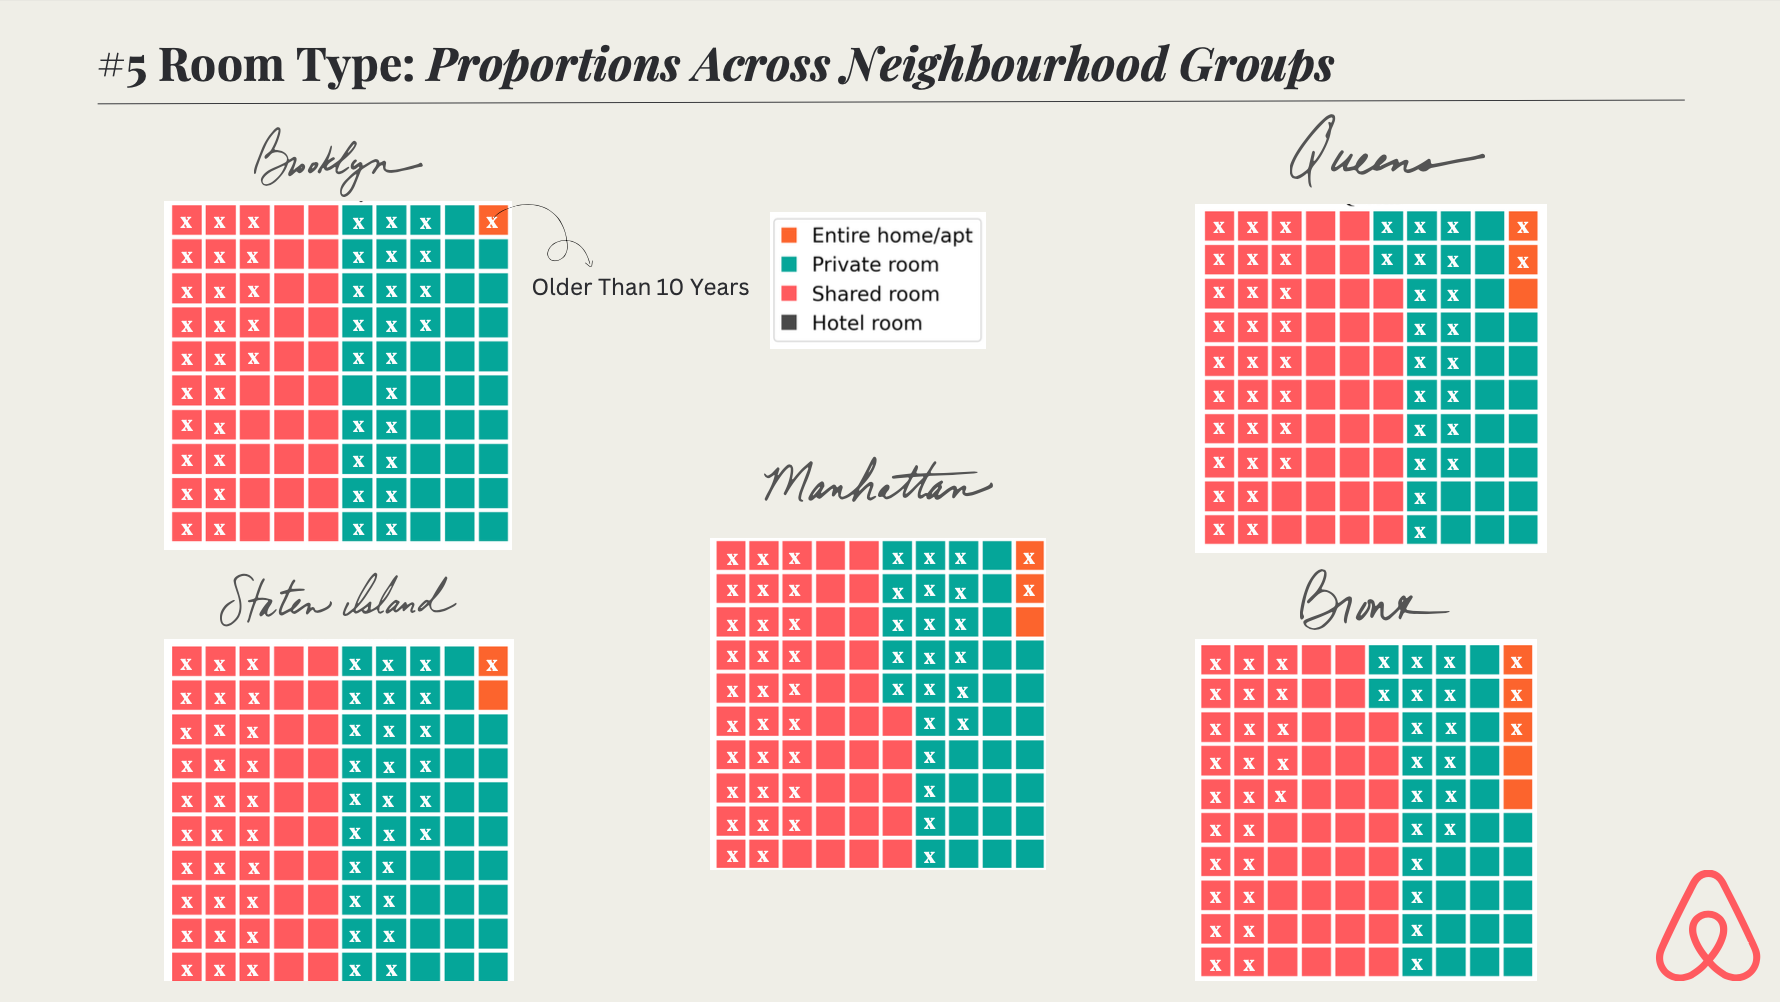 #5 Room Type: Proportions Across Neighbourhood Groups
Brooklyn
x x x x x x x
x x x x x x
x x x x x x
x x x x x x
x x x x x
x x x
x x x x
x x x x
x x x x
x x x x
Older Than 10 Years
Entire home/apt
Private room
Shared room
Hotel room
Queens
x x x x x x x
x x x x x x x
x x x x x
x x x x x
x x x x x
x x x x x
x x x x x
x x x x x
x x x
x x x
Staten Island
x x x x x x x
x x x x x x
x x x x x x
x x x x x x
x x x x x x
x x x x x x
x x x x x
x x x x x
x x x x x
x x x x x
Manhattan
x x x x x x x
x x x x x x x
x x x x x x
x x x x x x
x x x x x x
x x x x x
x x x x
x x x x
x x x x
x x x
Bronx
x x x x x x x
x x x x x x x
x x x x x x
x x x x x
x x x x x
x x x x
x x x
x x x
x x x
x x x